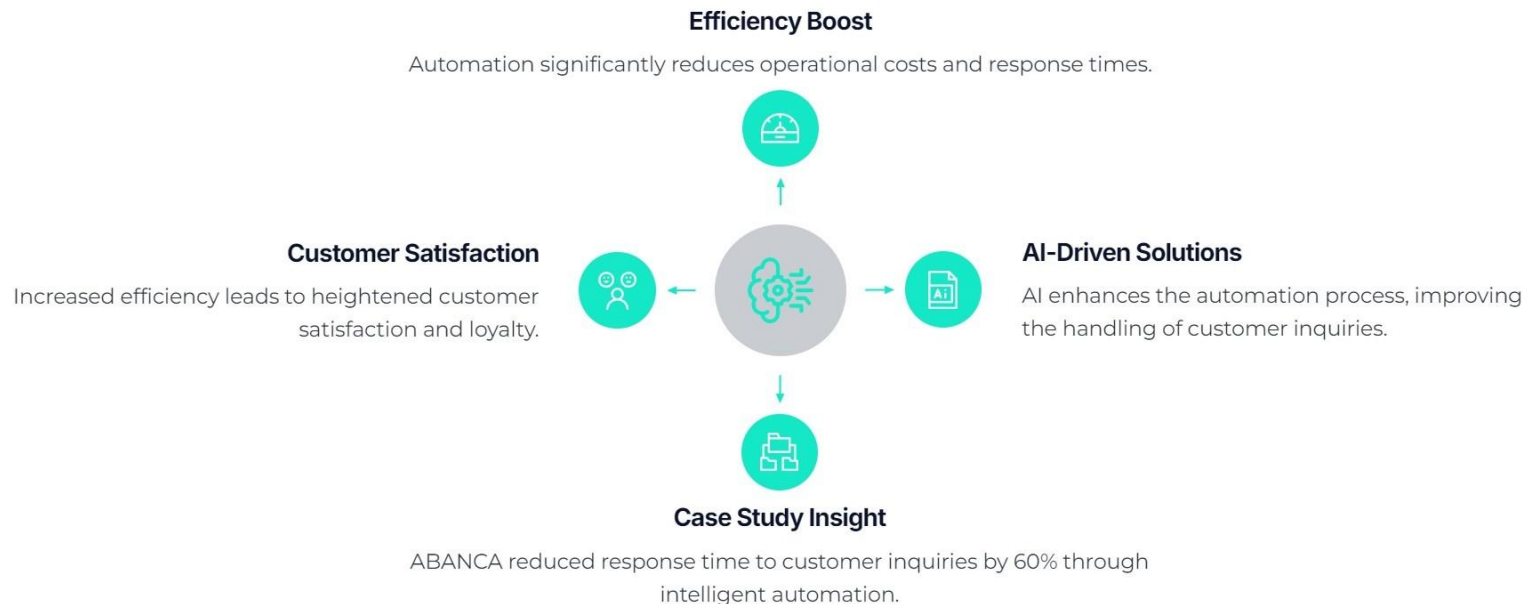 Efficiency Boost
Automation significantly reduces operational costs and response times.
Customer Satisfaction
Increased efficiency leads to heightened customer
satisfaction and loyalty.
AI-Driven Solutions
AI enhances the automation process, improving
the handling of customer inquiries.
Ai
Case Study Insight
ABANCA reduced response time to customer inquiries by 60% through
intelligent automation.